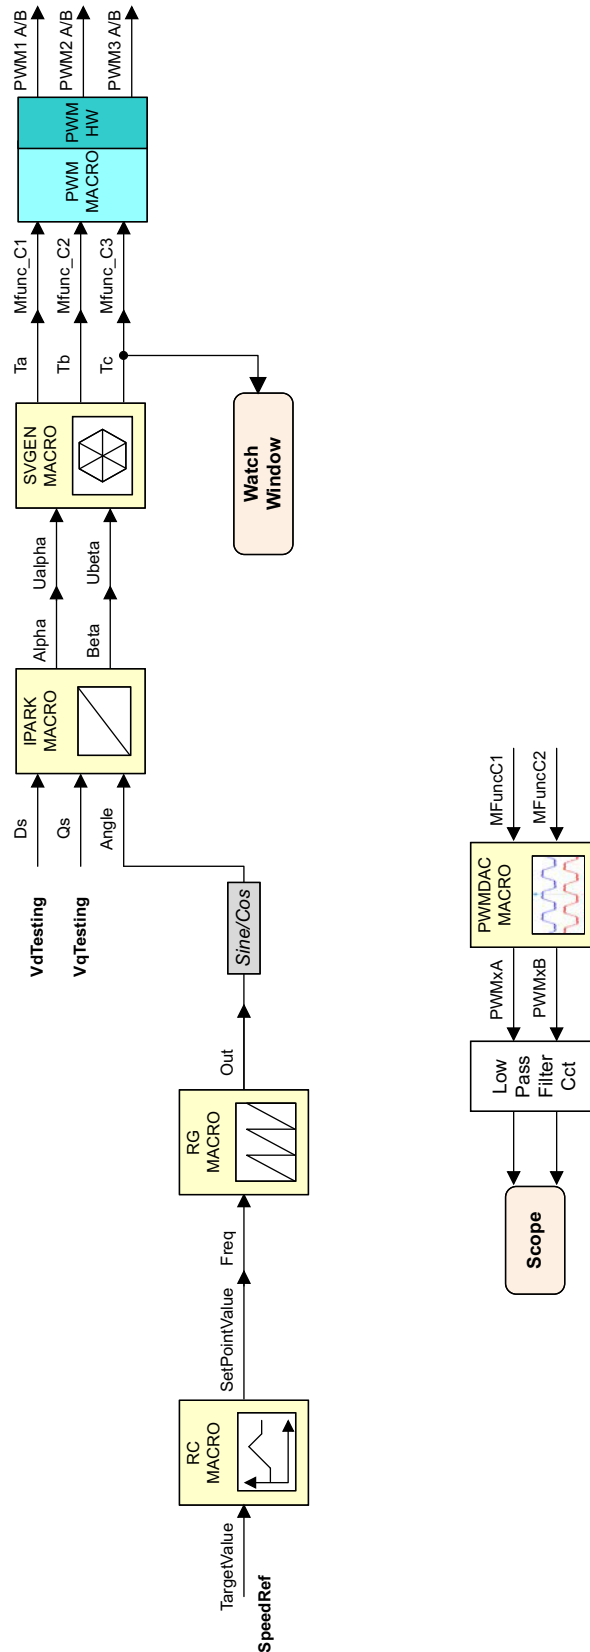 SpeedRef
TargetValue
RC
MACRO
SetPointValue
Freq
RG
MACRO
Out
Sine/Cos
VdTesting
VqTesting
Ds
Qs
Angle
IPARK
MACRO
Alpha
Beta
Ualpha
Ubeta
SVGEN
MACRO
Ta
Tb
Tc
Mfunc_C1
Mfunc_C2
Mfunc_C3
PWM
MACRO
PWM
HW
PWM1 A/B
PWM2 A/B
PWM3 A/B
Watch
Window
Scope
Low
Pass
Filter
Cct
PWMxA
PWMxB
PWMDAC
MACRO
MFuncC1
MFuncC2